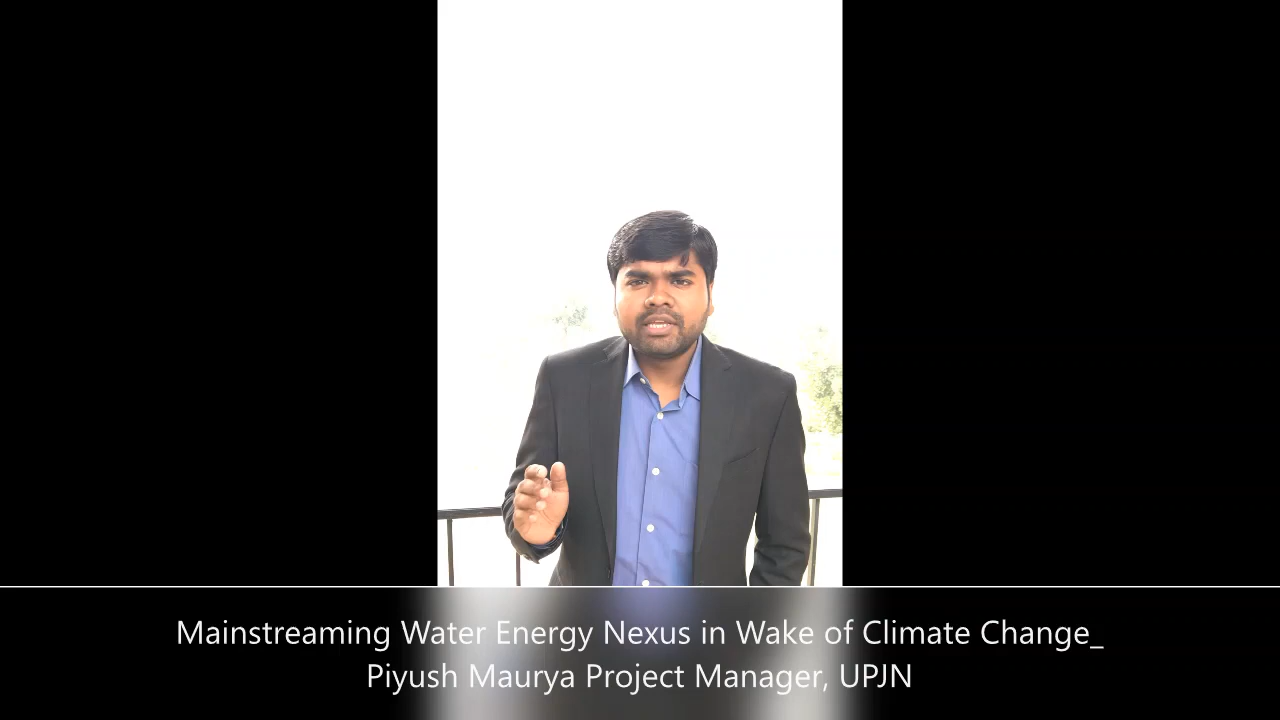 Mainstreaming Water Energy Nexus in Wake of Climate Change_
Piyush Maurya Project Manager, UPJN